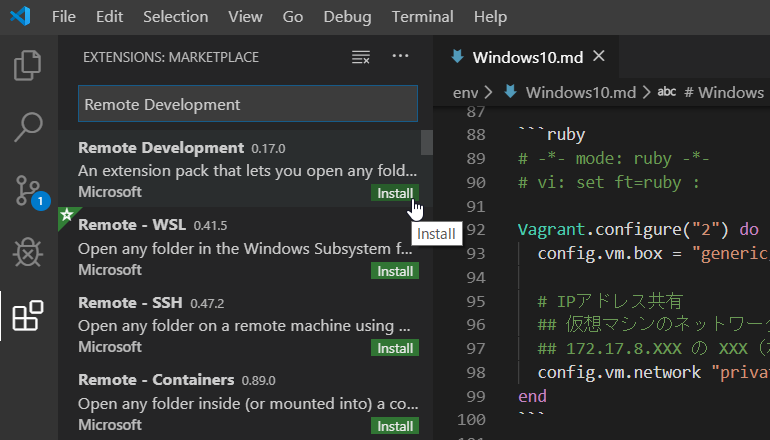 File Edit Selection View Go Debug Terminal Help
EXTENSIONS: MARKETPLACE
Remote Development
Remote Development 0.17.0
An extension pack that lets you open any fold...
Microsoft Install
Install
Remote - WSL 0.41.5
Open any folder in the Windows Subsystem f...
Microsoft Install
Remote - SSH 0.47.2
Open any folder on a remote machine using ...
Microsoft Install
Remote - Containers 0.89.0
Open any folder inside (or mounted into) a co...
Microsoft Install
1
Windows10.md
env > Windows10.md > abc # Windows
87
88 ```ruby
89 # -*- mode: ruby -*-
90 # vi: set ft=ruby :
91
92 Vagrant.configure("2") do
93 config.vm.box = "generic
94
95 # IPアドレス共有
96 ## 仮想マシンのネットワーク
97 ## 172.17.8.XXX の XXX（
98 config.vm.network "privat
99 end
100 ```